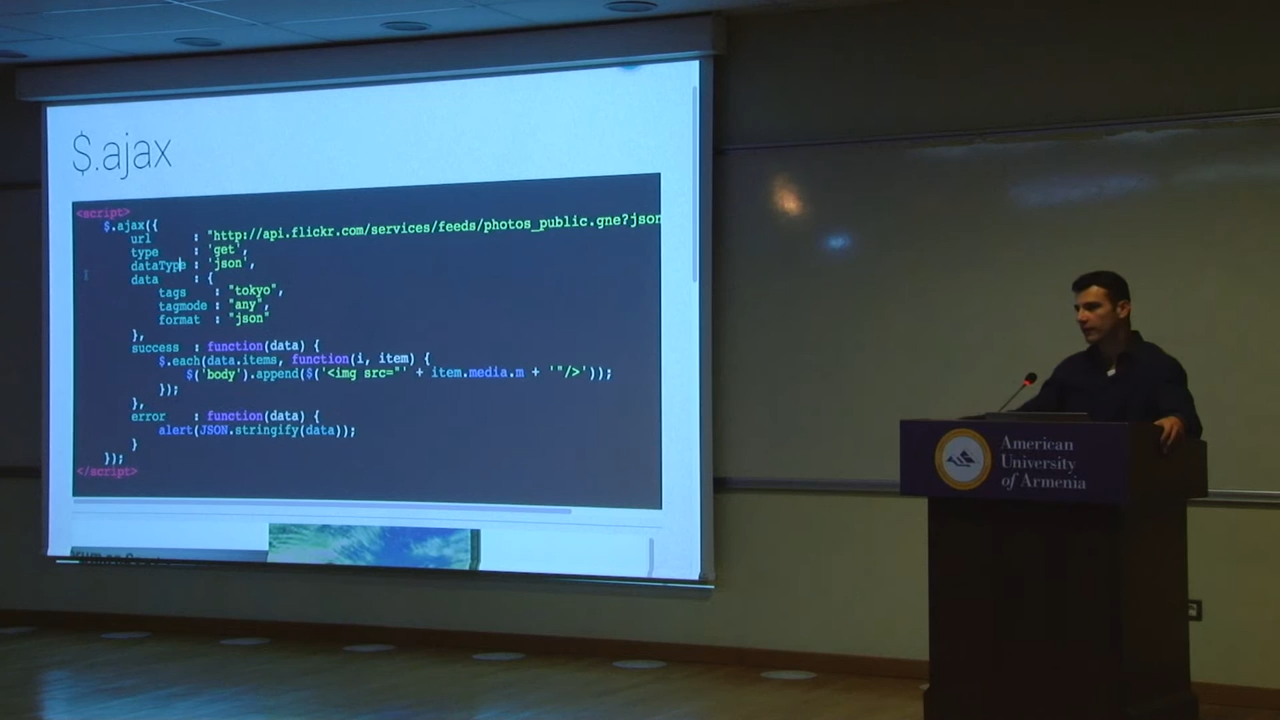 $.ajax
<script>
$.ajax({
url : "http://api.flickr.com/services/feeds/photos_public.gne?json
type : 'get',
dataType : 'json',
data : {
tags : "tokyo",
tagmode : "any",
format : "json"
},
success : function(data) {
$.each(data.items, function(i, item) {
$('body').append($('<img src="' + item.media.m + '"/>'));
});
},
error : function(data) {
alert(JSON.stringify(data));
}
});
</script>
American
University
of Armenia